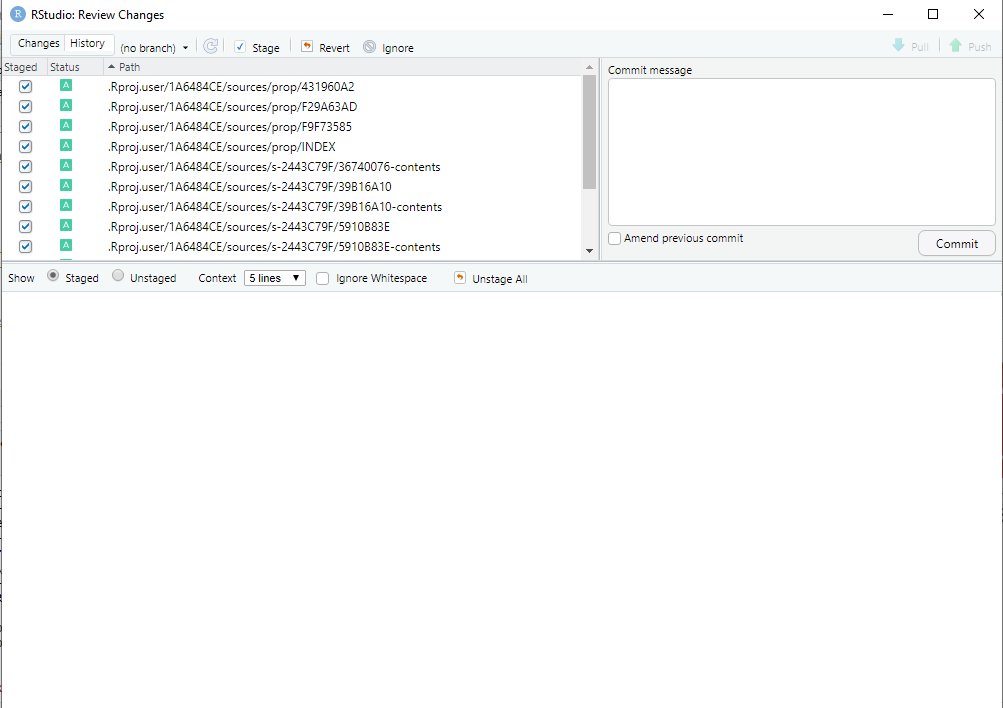 RStudio: Review Changes
Changes History (no branch) Stage Revert Ignore Pull Push
Staged Status Path
A .Rproj.user/1A6484CE/sources/prop/431960A2
A .Rproj.user/1A6484CE/sources/prop/F29A63AD
A .Rproj.user/1A6484CE/sources/prop/F9F73585
A .Rproj.user/1A6484CE/sources/prop/INDEX
A .Rproj.user/1A6484CE/sources/s-2443C79F/36740076-contents
A .Rproj.user/1A6484CE/sources/s-2443C79F/39B16A10
A .Rproj.user/1A6484CE/sources/s-2443C79F/39B16A10-contents
A .Rproj.user/1A6484CE/sources/s-2443C79F/5910B83E
A .Rproj.user/1A6484CE/sources/s-2443C79F/5910B83E-contents
Commit message
Amend previous commit
Commit
Show Staged Unstaged Context 5 lines Ignore Whitespace Unstage All